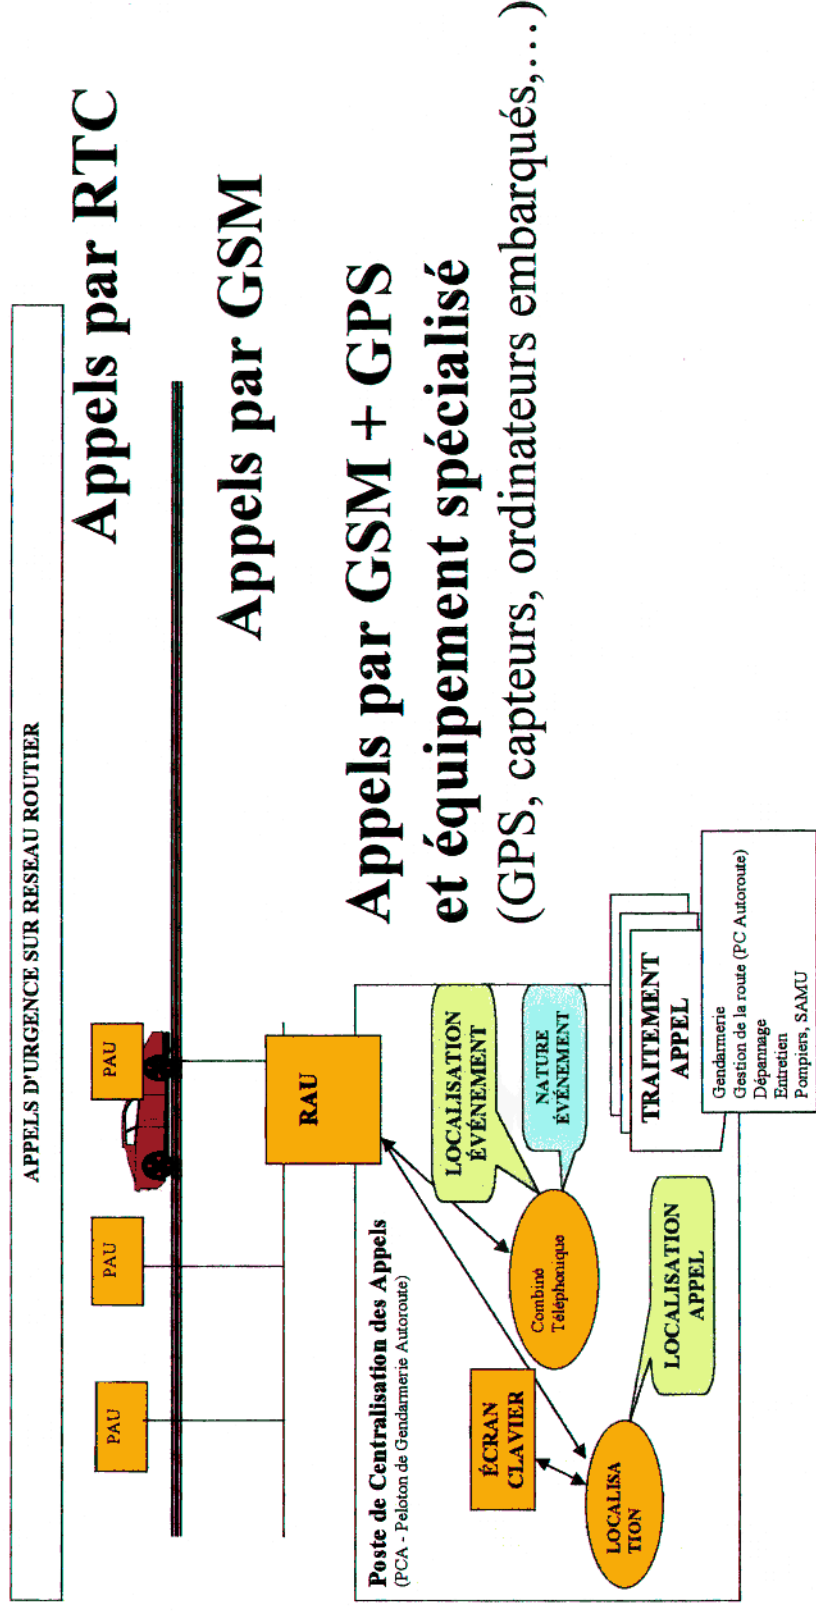 APPELS D'URGENCE SUR RESEAU ROUTIER
Appels par RTC
PAU
PAU
PAU
Appels par GSM
RAU
Appels par GSM + GPS
et équipement spécialisé
(GPS, capteurs, ordinateurs embarqués,…)
Poste de Centralisation des Appels
(PCA - Peloton de Gendarmerie Autoroute)
LOCALISATION
ÉVÉNEMENT
NATURE
ÉVÉNEMENT
Combiné
Téléphonique
ÉCRAN
CLAVIER
LOCALISA
TION
LOCALISATION
APPEL
TRAITEMENT
APPEL
Gendarmerie
Gestion de la route (PC Autoroute)
Dépannage
Entretien
Pompiers, SAMU